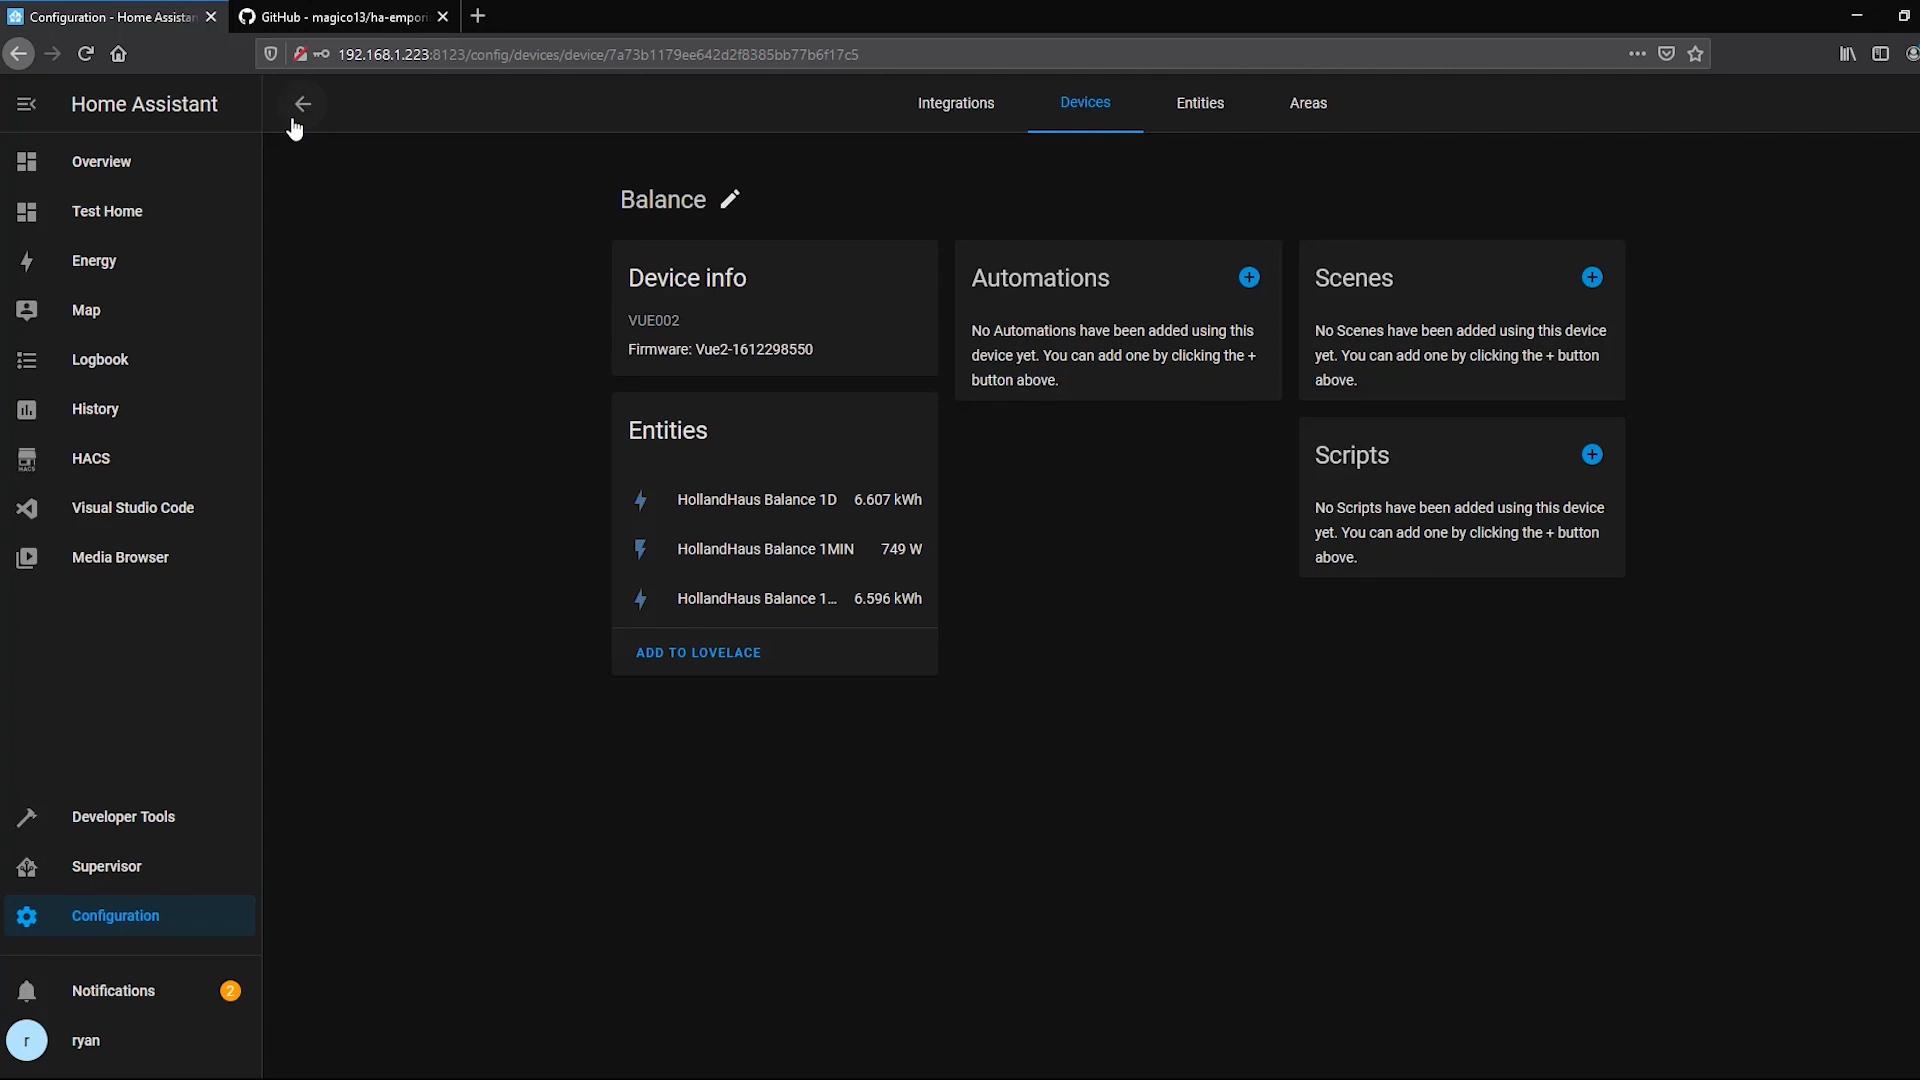 Configuration - Home Assistan
GitHub - magico13/ha-empori
192.168.1.223:8123/config/devices/device/7a73b1179ee642d2f8385bb77b6f17c5
Home Assistant
Integrations
Devices
Entities
Areas
Overview
Test Home
Energy
Map
Logbook
History
HACS
Visual Studio Code
Media Browser
Developer Tools
Supervisor
Configuration
Notifications
2
r
ryan
Balance
Device info
VUE002
Firmware: Vue2-1612298550
Entities
HollandHaus Balance 1D 6.607 kWh
HollandHaus Balance 1MIN 749 W
HollandHaus Balance 1... 6.596 kWh
ADD TO LOVELACE
Automations
No Automations have been added using this
device yet. You can add one by clicking the +
button above.
Scenes
No Scenes have been added using this device
yet. You can add one by clicking the + button
above.
Scripts
No Scripts have been added using this device
yet. You can add one by clicking the + button
above.